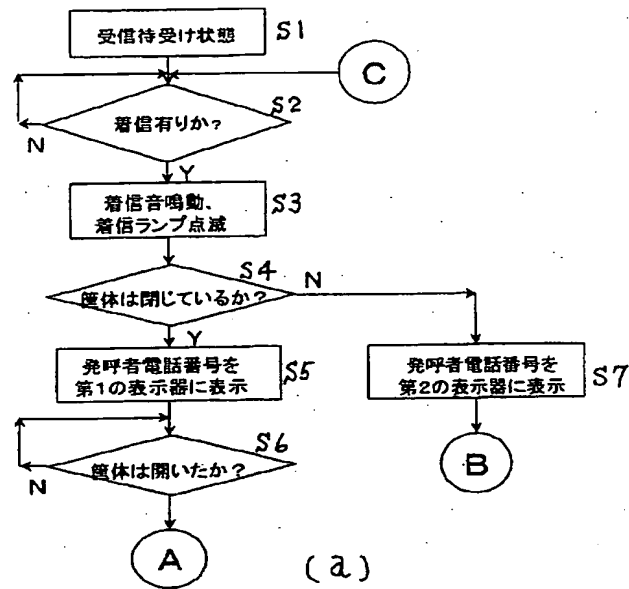 受信待受け状態 S1
C
S2
着信有りか?
N
Y
着信音鳴動、 S3
着信ランプ点滅
S4
筐体は閉じているか? N
Y
発呼者電話番号を
第1の表示器に表示 S5
発呼者電話番号を
第2の表示器に表示 S7
S6
筐体は開いたか?
N
B
A
(a)